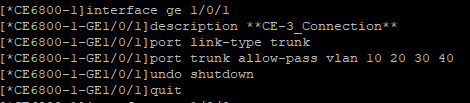 [*CE6800-1]interface ge 1/0/1
[*CE6800-1-GE1/0/1]description **CE-3_Connection**
[*CE6800-1-GE1/0/1]port link-type trunk
[*CE6800-1-GE1/0/1]port trunk allow-pass vlan 10 20 30 40
[*CE6800-1-GE1/0/1]undo shutdown
[*CE6800-1-GE1/0/1]quit